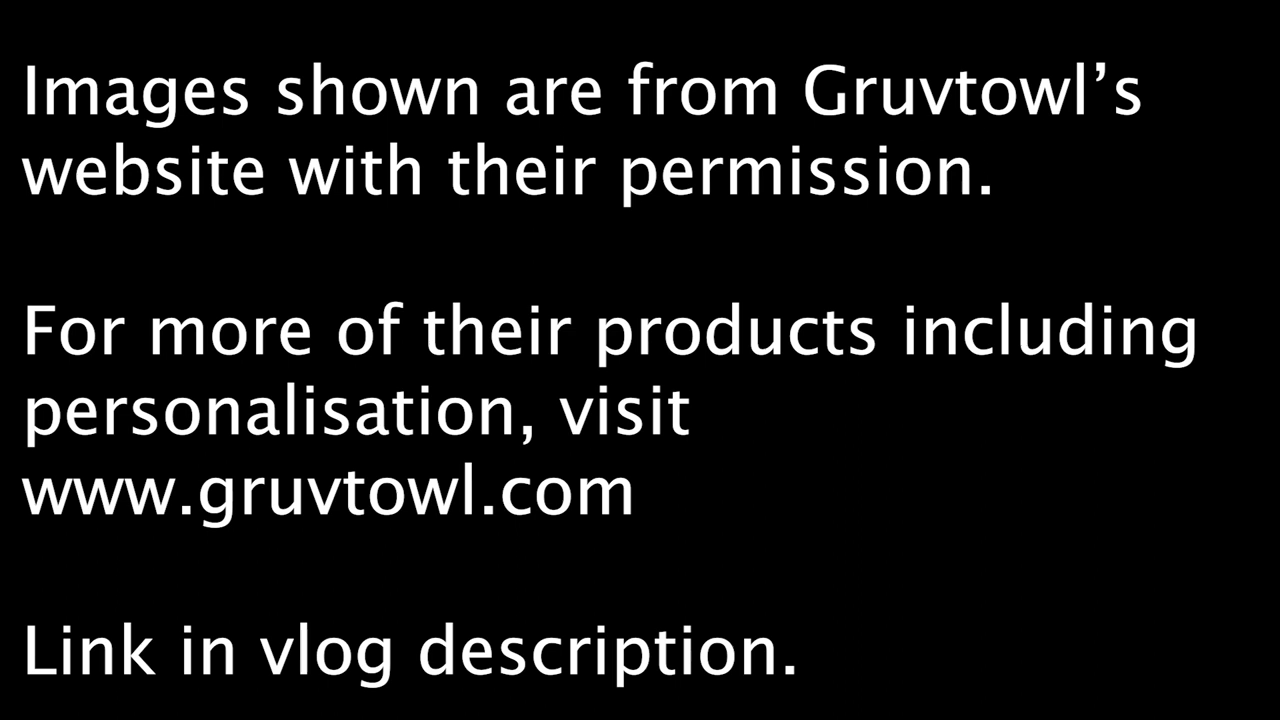 Images shown are from Gruvtowl’s
website with their permission.
For more of their products including
personalisation, visit
www.gruvtowl.com
Link in vlog description.